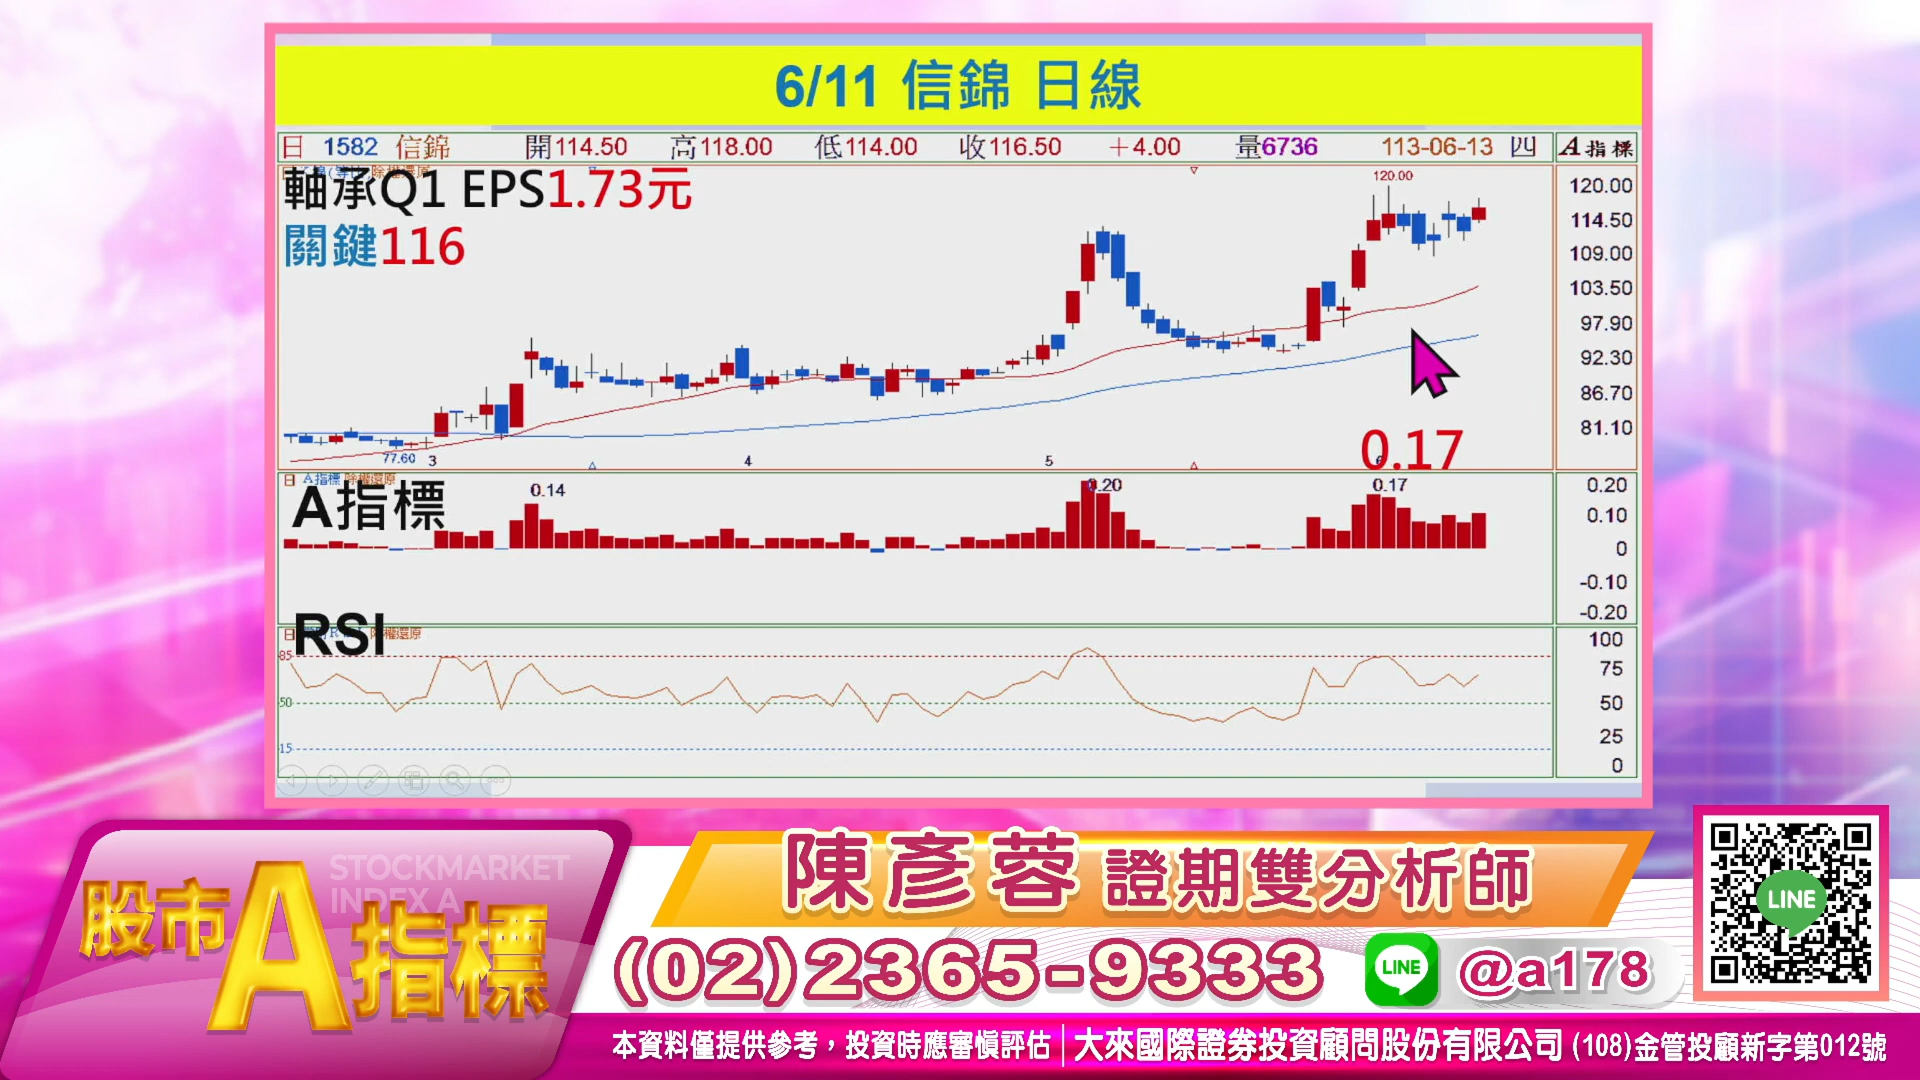 6/11 信錦 日線
日 1582 信錦 開114.50 高118.00 低114.00 收116.50 +4.00 量6736 113-06-13 四 A指標
軸承Q1 EPS1.73元
關鍵116
120.00
120.00
114.50
109.00
103.50
97.90
92.30
86.70
81.10
77.60 3 4 5
0.17
日 A指標 除權還原
A指標
0.14 0.20 0.17
0.20
0.10
0
-0.10
-0.20
RSI
85
50
15
100
75
50
25
0
STOCKMARKET
INDEX A
股市A指標
陳彥蓉 證期雙分析師
(02)2365-9333 LINE @a178
LINE
本資料僅提供參考，投資時應審慎評估 | 大來國際證券投資顧問股份有限公司 (108)金管投顧新字第012號